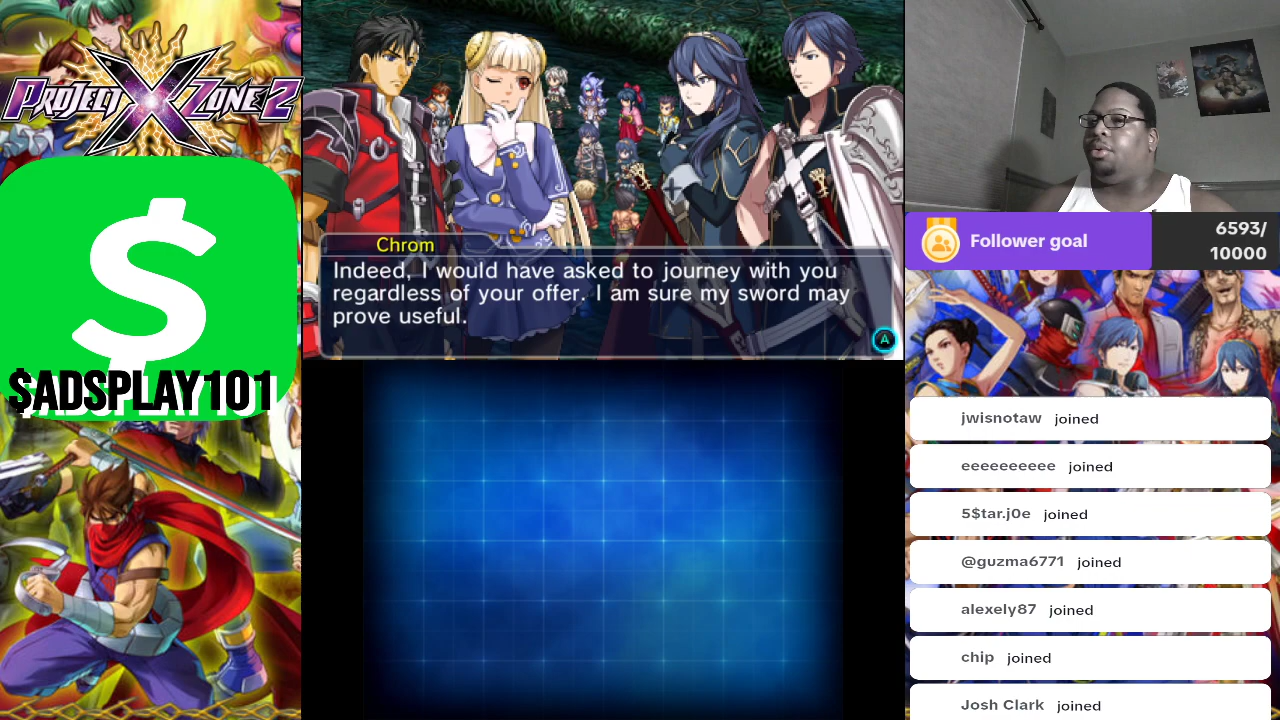 PROJECT X ZONE 2
$
$ADSPLAY101
Chrom
Indeed, I would have asked to journey with you
regardless of your offer. I am sure my sword may
prove useful.
A
Follower goal
6593/
10000
jwisnotaw joined
eeeeeeeeee joined
5$tar.j0e joined
@guzma6771 joined
alexely87 joined
chip joined
Josh Clark joined